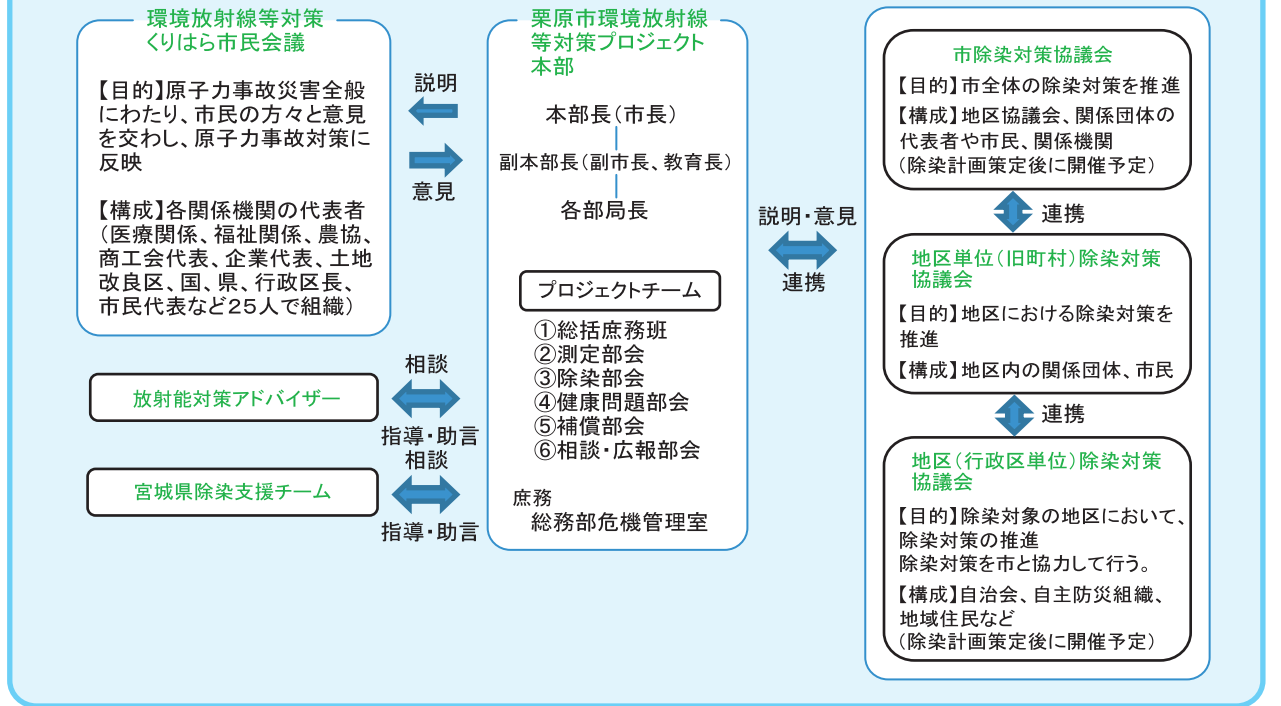 環境放射線等対策
くりはら市民会議
【目的】原子力事故災害全般
にわたり、市民の方々と意見
を交わし、原子力事故対策に
反映
【構成】各関係機関の代表者
（医療関係、福祉関係、農協、
商工会代表、企業代表、土地
改良区、国、県、行政区長、
市民代表など２５人で組織）
説明
意見
放射能対策アドバイザー
相談
指導・助言
宮城県除染支援チーム
相談
指導・助言
栗原市環境放射線
等対策プロジェクト
本部
本部長（市長）
副本部長（副市長、教育長）
各部局長
プロジェクトチーム
①総括庶務班
②測定部会
③除染部会
④健康問題部会
⑤補償部会
⑥相談・広報部会
庶務
総務部危機管理室
説明・意見
連携
市除染対策協議会
【目的】市全体の除染対策を推進
【構成】地区協議会、関係団体の
代表者や市民、関係機関
（除染計画策定後に開催予定）
連携
地区単位（旧町村）除染対策
協議会
【目的】地区における除染対策を
推進
【構成】地区内の関係団体、市民
連携
地区（行政区単位）除染対策
協議会
【目的】除染対象の地区において、
除染対策の推進
除染対策を市と協力して行う。
【構成】自治会、自主防災組織、
地域住民など
（除染計画策定後に開催予定）